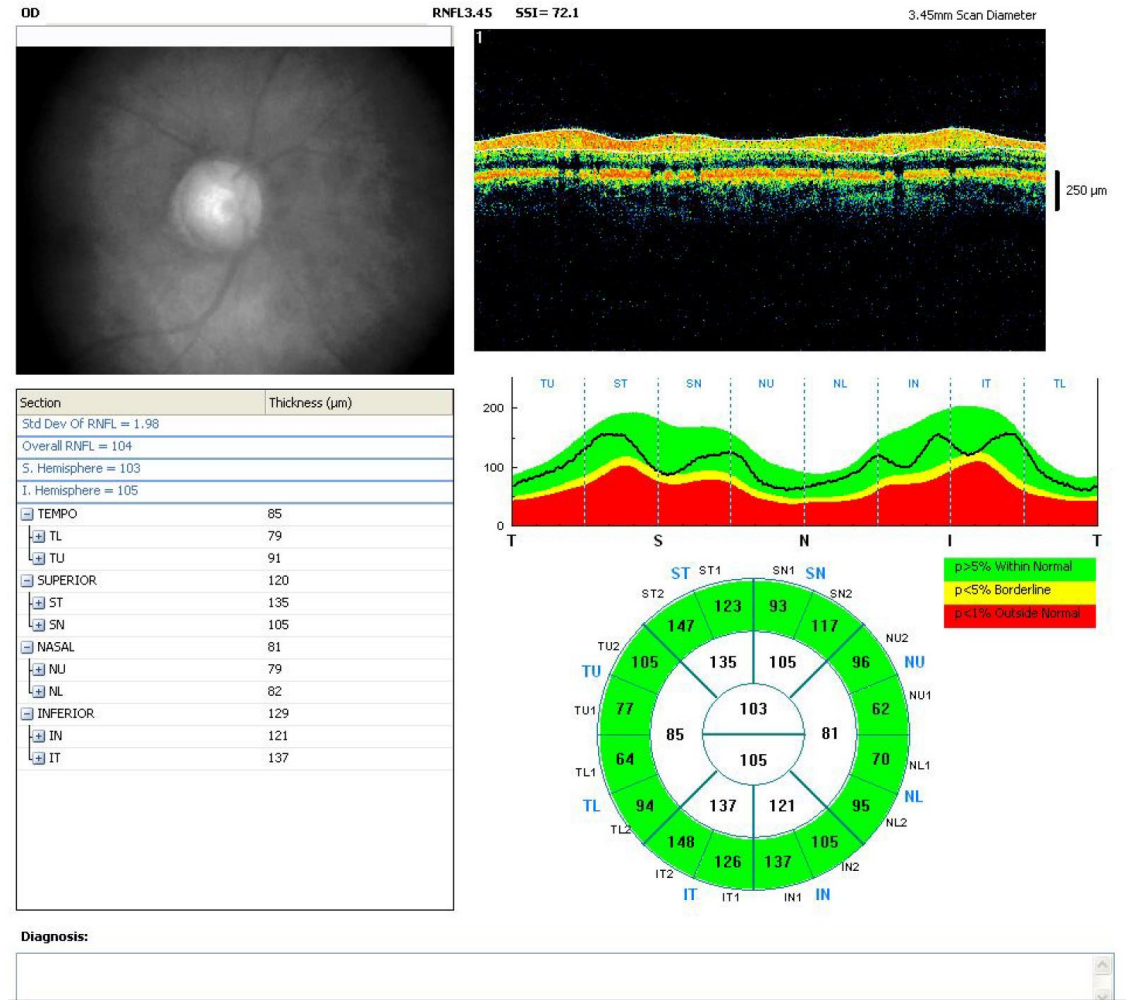 OD RNFL3.45 SSI= 72.1 3.45mm Scan Diameter
1
250 µm
Section Thickness (µm)
Std Dev Of RNFL = 1.98
Overall RNFL = 104
S. Hemisphere = 103
I. Hemisphere = 105
TEMPO 85
TL 79
TU 91
SUPERIOR 120
ST 135
SN 105
NASAL 81
NU 79
NL 82
INFERIOR 129
IN 121
IT 137
TU ST SN NU NL IN IT TL
200
100
0
T S N I T
p>5% Within Normal
p<5% Borderline
p<1% Outside Normal
ST ST1 SN1 SN
ST2 123 93 SN2
147 117
TU2 105 135 105 96 NU2
TU NU
TU1 77 103 62 NU1
85 81
TL1 64 105 70 NL1
TL 94 137 121 95 NL
TL2 NL2
148 105
IT2 126 137 IN2
IT IT1 IN1 IN
Diagnosis: